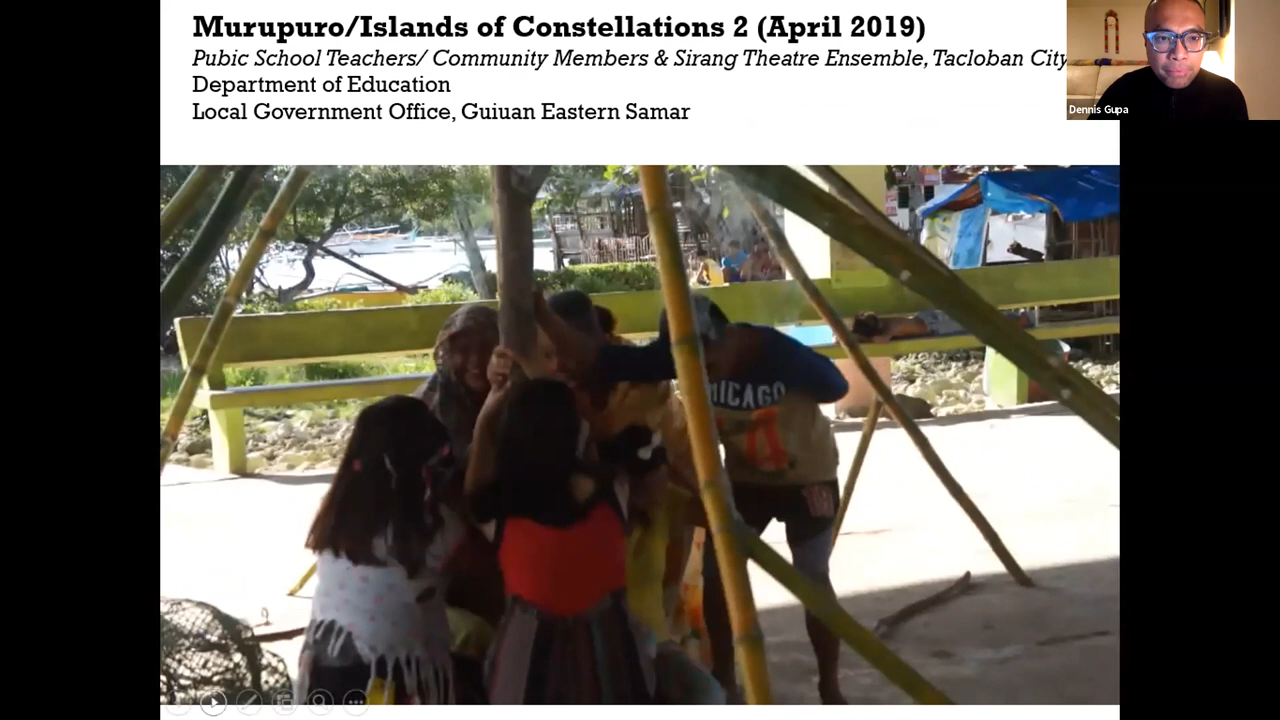 Murupuro/Islands of Constellations 2 (April 2019)
Pubic School Teachers/ Community Members & Sirang Theatre Ensemble, Tacloban City
Department of Education
Local Government Office, Guiuan Eastern Samar
Dennis Gupa
CHICAGO